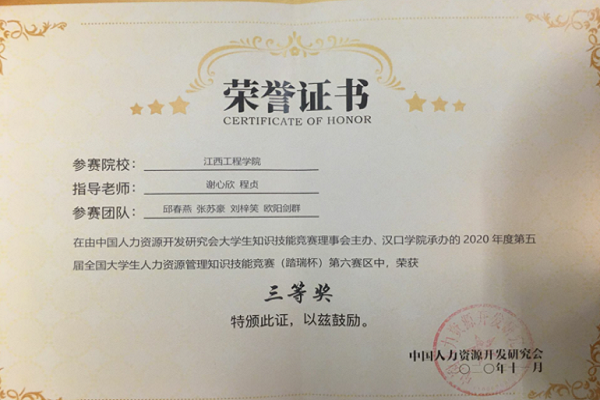 荣誉证书
CERTIFICATE OF HONOR
参赛院校： 江西工程学院
指导老师： 谢心欣 程贞
参赛团队： 邱春燕 张苏豪 刘梓笑 欧阳剑群
在由中国人力资源开发研究会大学生知识技能竞赛理事会主办、汉口学院承办的 2020 年度第五
届全国大学生人力资源管理知识技能竞赛（踏瑞杯）第六赛区中，荣获
三等奖
特颁此证，以兹鼓励。
中国人力资源开发研究会
二〇二〇年十一月